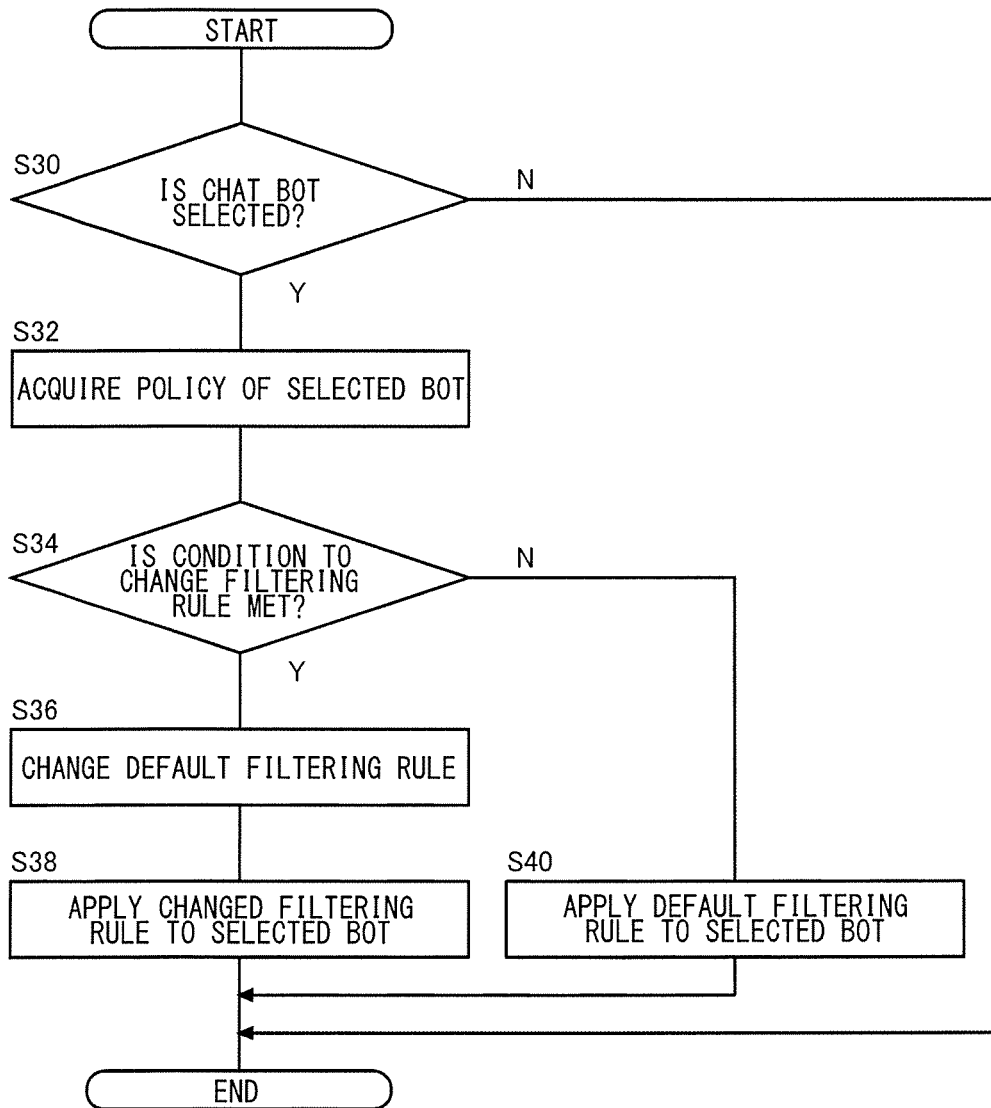 START
S30
IS CHAT BOT
SELECTED?
N
Y
S32
ACQUIRE POLICY OF SELECTED BOT
S34
IS CONDITION TO
CHANGE FILTERING
RULE MET?
N
Y
S36
CHANGE DEFAULT FILTERING RULE
S38
APPLY CHANGED FILTERING
RULE TO SELECTED BOT
S40
APPLY DEFAULT FILTERING
RULE TO SELECTED BOT
END